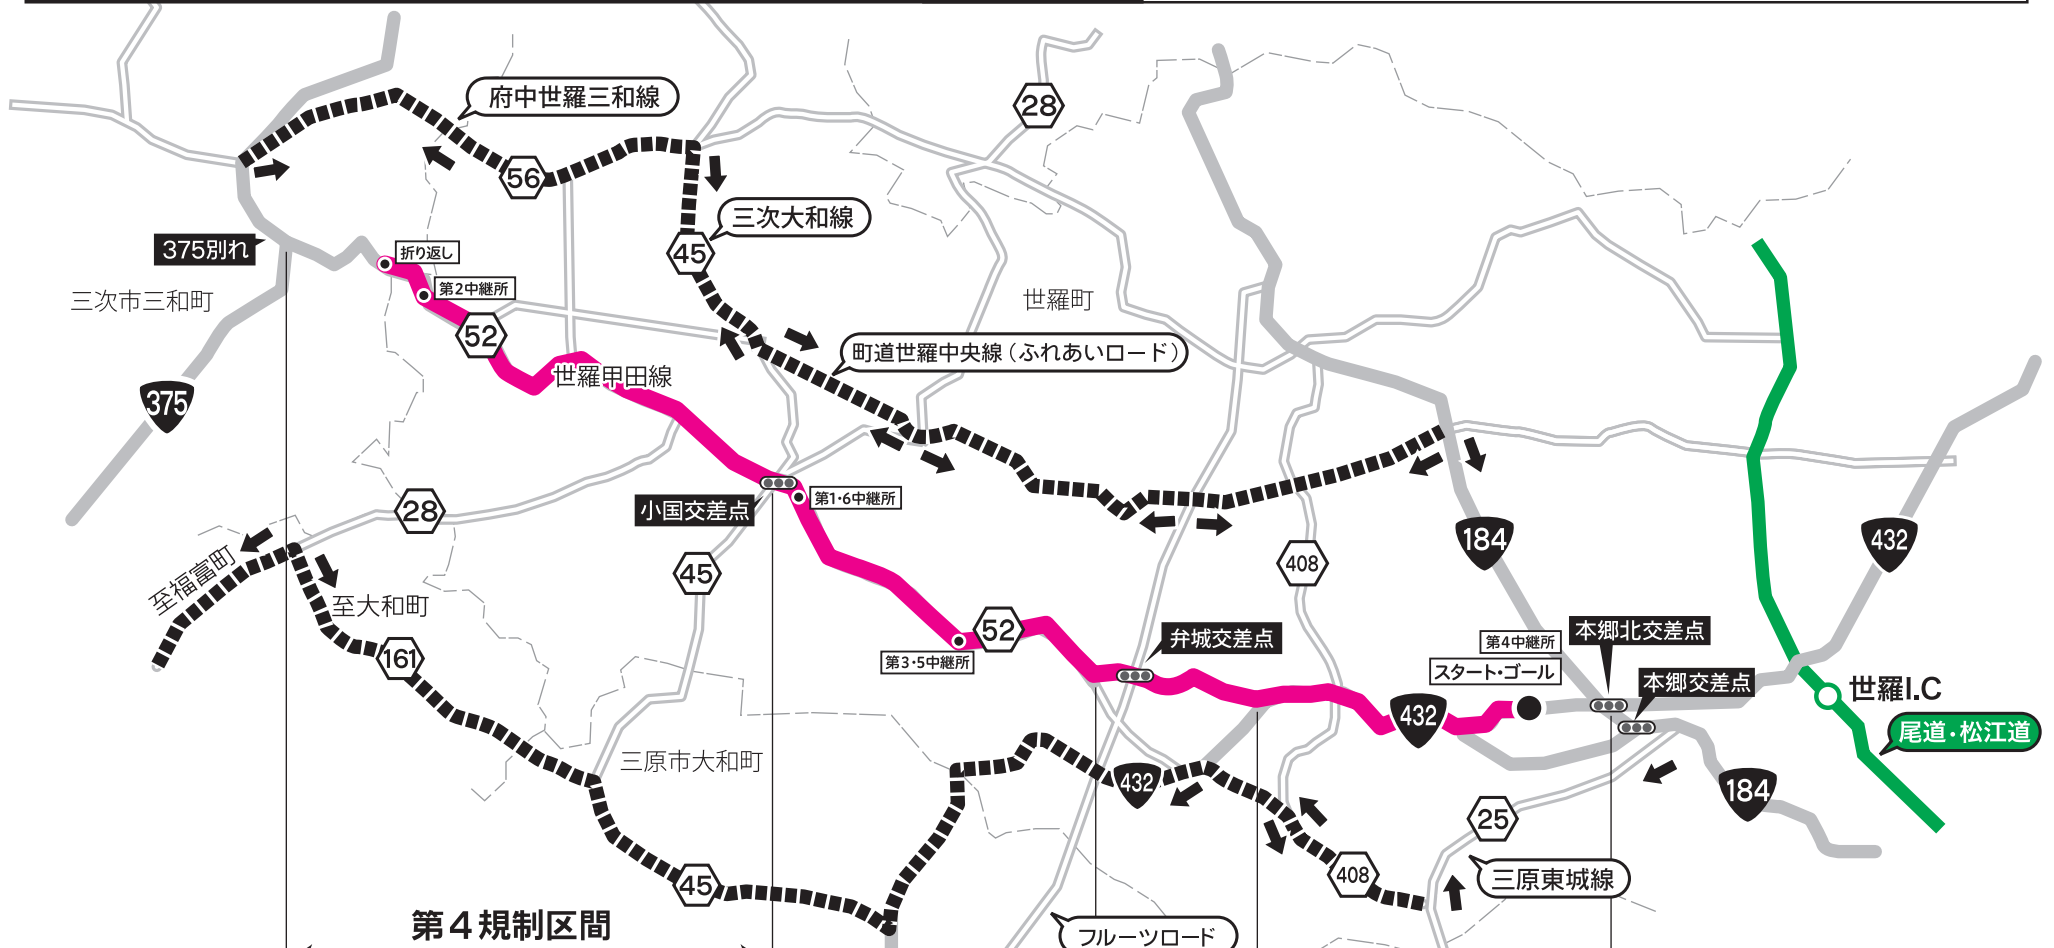 府中世羅三和線
28
56
三次大和線
375別れ
折り返し
45
第2中継所
三次市三和町
世羅町
52
町道世羅中央線（ふれあいロード）
世羅甲田線
375
第1・6中継所
小国交差点
28
184
432
408
至福富町
45
至大和町
52
弁城交差点
本郷北交差点
第4中継所
161
第3・5中継所
スタート・ゴール
本郷交差点
世羅I.C
432
尾道・松江道
三原市大和町
432
184
25
408
三原東城線
45
第4規制区間
フルーツロード